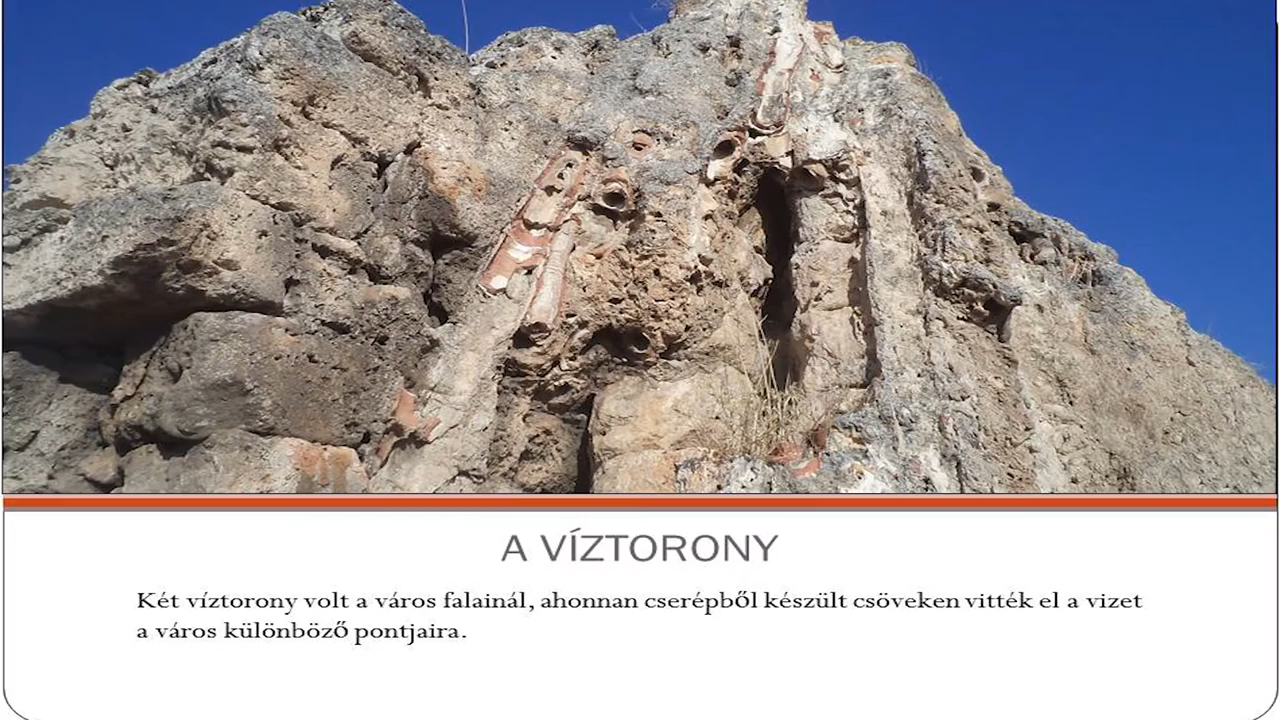 A VÍZTORONY
Két víztorony volt a város falainál, ahonnan cserépből készült csöveken vitték el a vizet
a város különböző pontjaira.